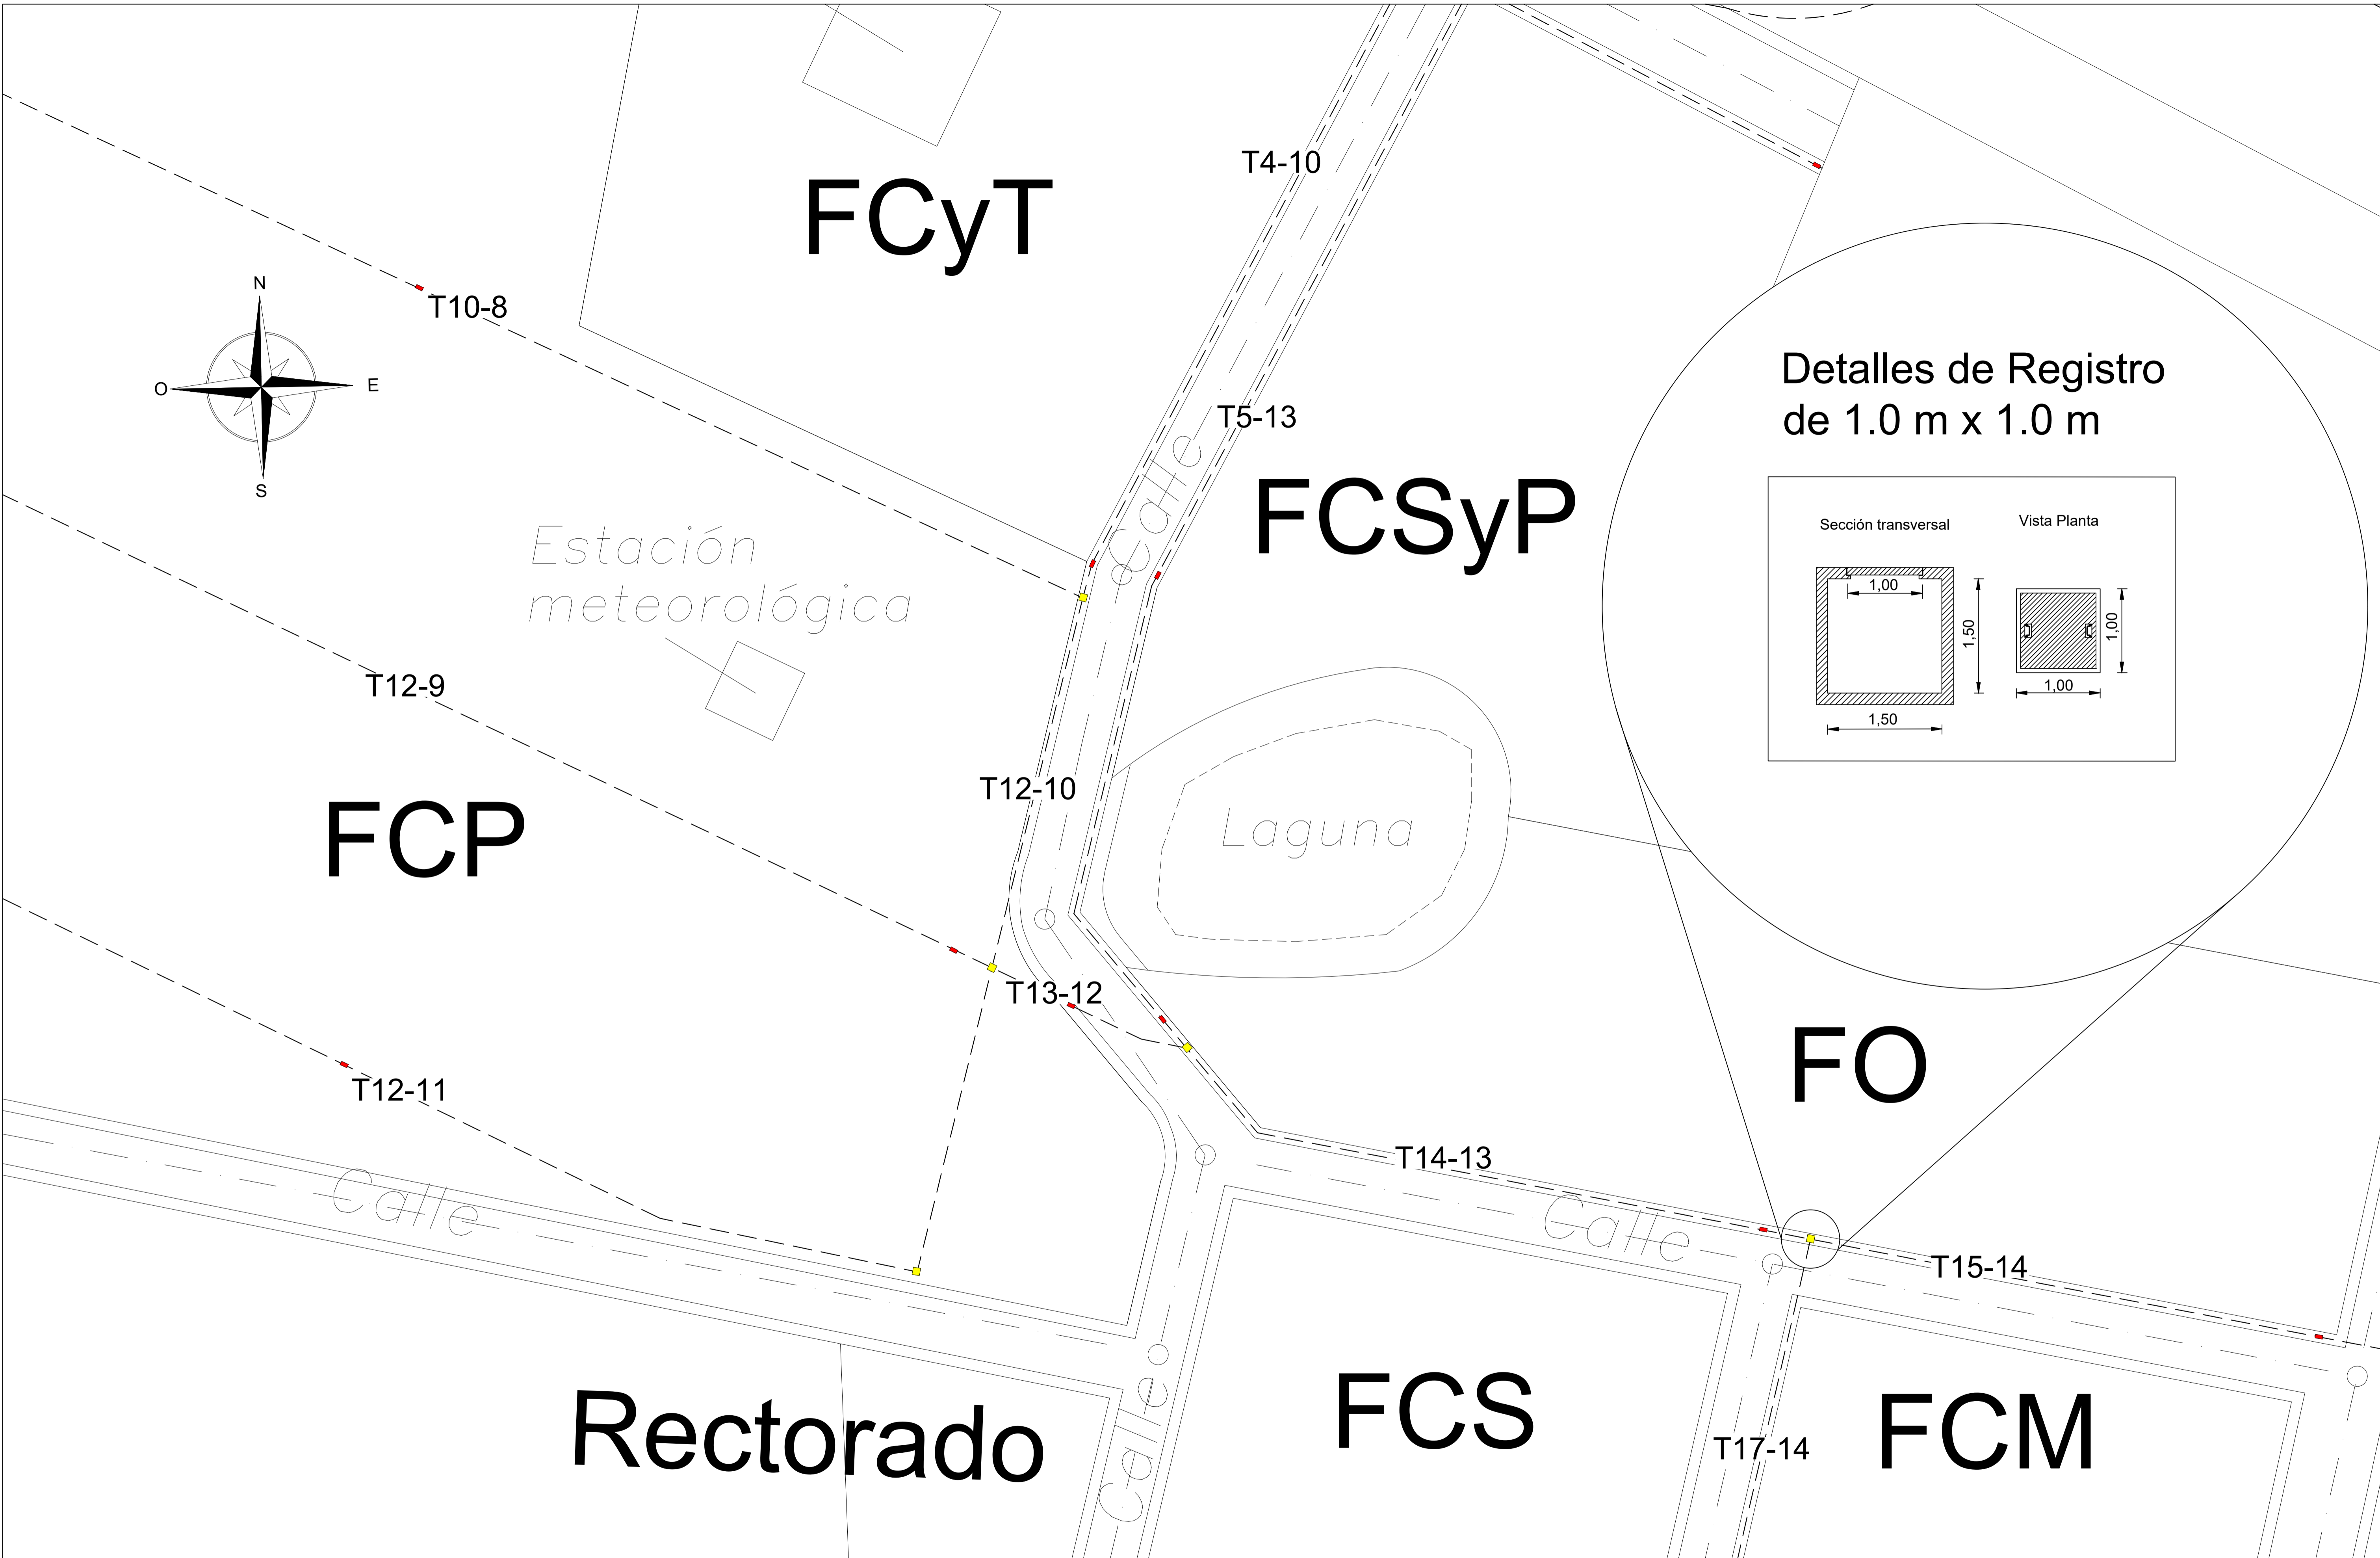 FCyT
T4-10
N
O
E
S
T10-8
Calle
T5-13
FCSyP
Detalles de Registro
de 1.0 m x 1.0 m
Sección transversal
Vista Planta
1,00
1,50
1,50
1,00
1,00
Estación
meteorológica
T12-9
FCP
T12-10
Laguna
T13-12
T12-11
T14-13
FO
Calle
Calle
T15-14
Rectorado
Calle
FCS
T17-14
FCM